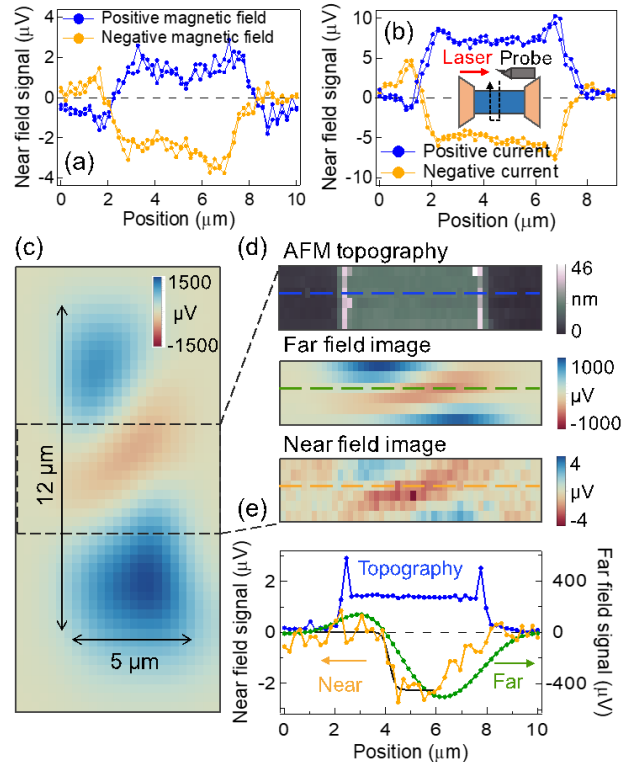 Positive magnetic field
Negative magnetic field
Near field signal (μV)
4
2
0
-2
-4
(a)
0 2 4 6 8 10
Position (μm)
(b)
Laser Probe
Near field signal (μV)
10
5
0
-5
-10
Positive current
Negative current
0 2 4 6 8
Position (μm)
(c)
1500
μV
-1500
12 μm
5 μm
(d)
AFM topography
46
nm
0
Far field image
1000
μV
-1000
Near field image
4
μV
-4
(e)
Near field signal (μV)
2
0
-2
Topography
Near
Far
400
0
-400
Far field signal (μV)
0 2 4 6 8 10
Position (μm)